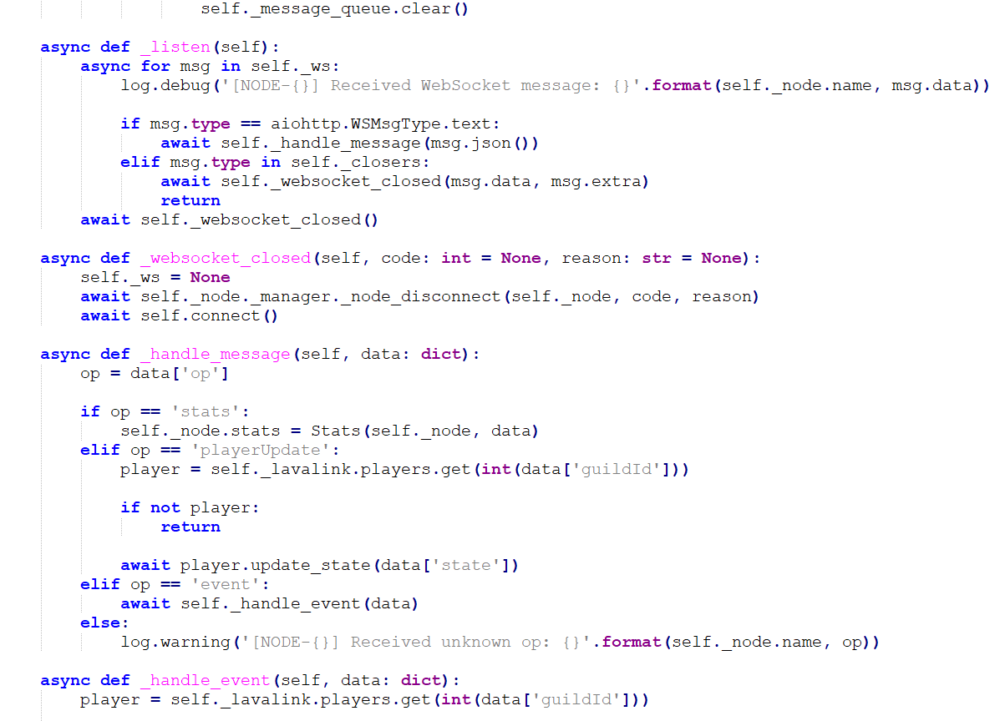 self._message_queue.clear()

async def _listen(self):
    async for msg in self._ws:
        log.debug('[NODE-{}] Received WebSocket message: {}'.format(self._node.name, msg.data))

        if msg.type == aiohttp.WSMsgType.text:
            await self._handle_message(msg.json())
        elif msg.type in self._closers:
            await self._websocket_closed(msg.data, msg.extra)
            return
    await self._websocket_closed()

async def _websocket_closed(self, code: int = None, reason: str = None):
    self._ws = None
    await self._node._manager._node_disconnect(self._node, code, reason)
    await self.connect()

async def _handle_message(self, data: dict):
    op = data['op']

    if op == 'stats':
        self._node.stats = Stats(self._node, data)
    elif op == 'playerUpdate':
        player = self._lavalink.players.get(int(data['guildId']))

        if not player:
            return

        await player.update_state(data['state'])
    elif op == 'event':
        await self._handle_event(data)
    else:
        log.warning('[NODE-{}] Received unknown op: {}'.format(self._node.name, op))

async def _handle_event(self, data: dict):
    player = self._lavalink.players.get(int(data['guildId']))